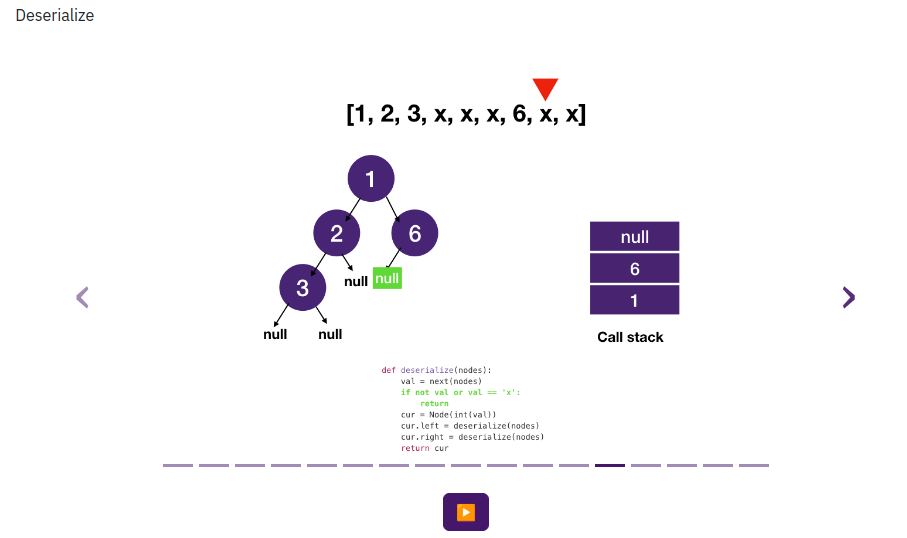 Deserialize
[1, 2, 3, x, x, x, 6, x, x]
1
2
6
null
null
3
null
null
null
6
1
Call stack
def deserialize(nodes):
    val = next(nodes)
    if not val or val == 'x':
        return
    cur = Node(int(val))
    cur.left = deserialize(nodes)
    cur.right = deserialize(nodes)
    return cur